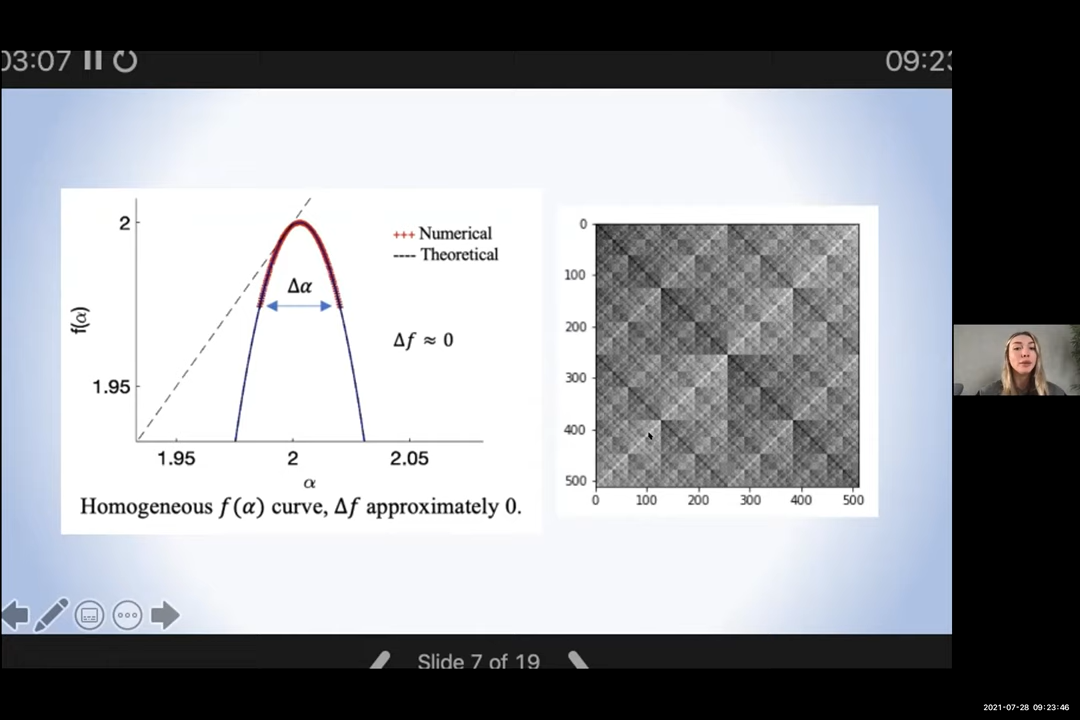 03:07
09:23
2
+++ Numerical
---- Theoretical
Δα
f(α)
Δf ≈ 0
1.95
1.95 2 2.05
α
Homogeneous f(α) curve, Δf approximately 0.
0
100
200
300
400
500
0 100 200 300 400 500
Slide 7 of 19
2021-07-28 09:23:46